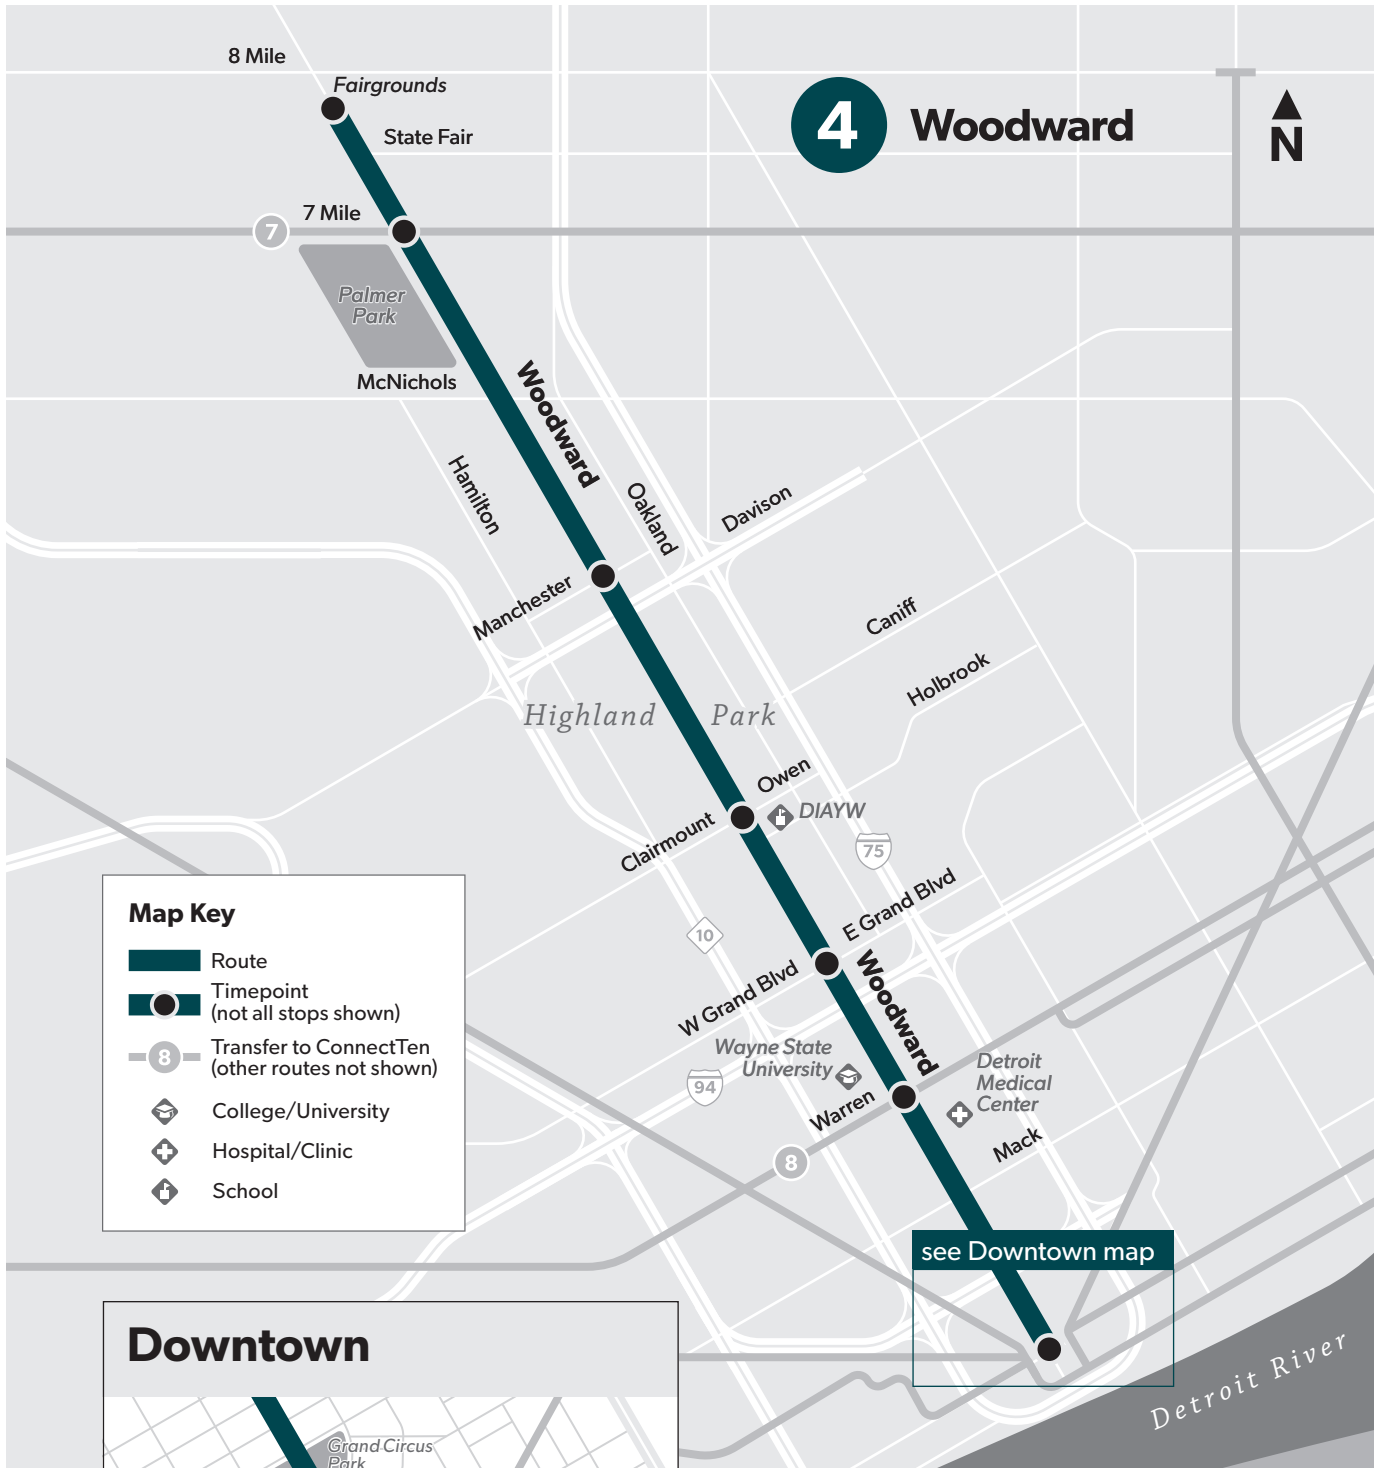 8 Mile
Fairgrounds
State Fair
4 Woodward
N
7 Mile
7
Palmer
Park
McNichols
Woodward
Hamilton
Oakland
Davison
Manchester
Caniff
Holbrook
Highland Park
Owen
DIAYW
Clairmount
75
E Grand Blvd
10
W Grand Blvd
Woodward
Wayne State
University
94
Detroit
Medical
Center
Warren
Mack
8
Map Key
Route
Timepoint
(not all stops shown)
8
Transfer to ConnectTen
(other routes not shown)
College/University
Hospital/Clinic
School
see Downtown map
Detroit River
Downtown
Grand Circus
Park